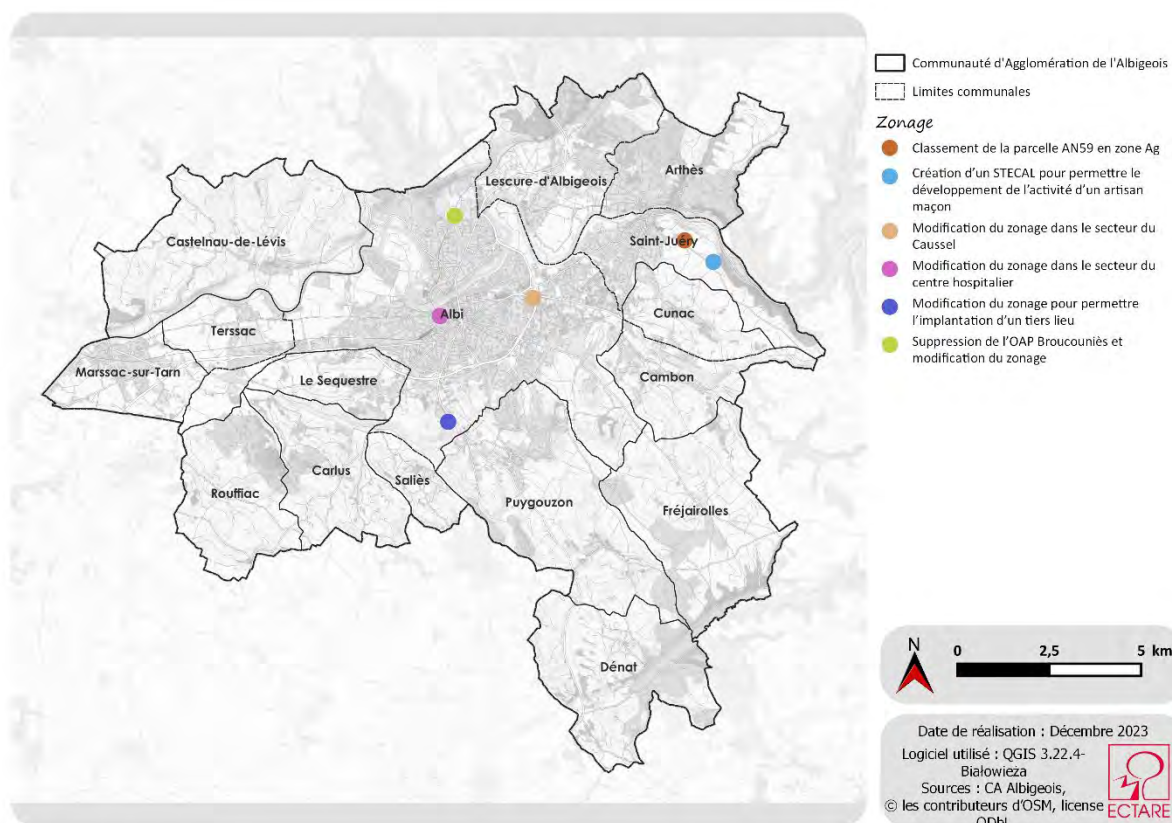 Communauté d'Agglomération de l'Albigeois
Limites communales
Zonage
Classement de la parcelle AN59 en zone Ag
Création d'un STECAL pour permettre le
développement de l'activité d'un artisan
maçon
Modification du zonage dans le secteur du
Caussel
Modification du zonage dans le secteur du
centre hospitalier
Modification du zonage pour permettre
l'implantation d'un tiers lieu
Suppression de l'OAP Broucouniès et
modification du zonage
Lescure-d'Albigeois
Arthès
Castelnau-de-Lévis
Saint-Juéry
Terssac
Albi
Cunac
Marssac-sur-Tarn
Le Sequestre
Cambon
Rouffiac
Carlus
Saliès
Puygouzon
Fréjairolles
Dénat
N
0 2,5 5 km
Date de réalisation : Décembre 2023
Logiciel utilisé : QGIS 3.22.4-
Białowieża
Sources : CA Albigeois,
© les contributeurs d'OSM, license
ODbL
ECTARE